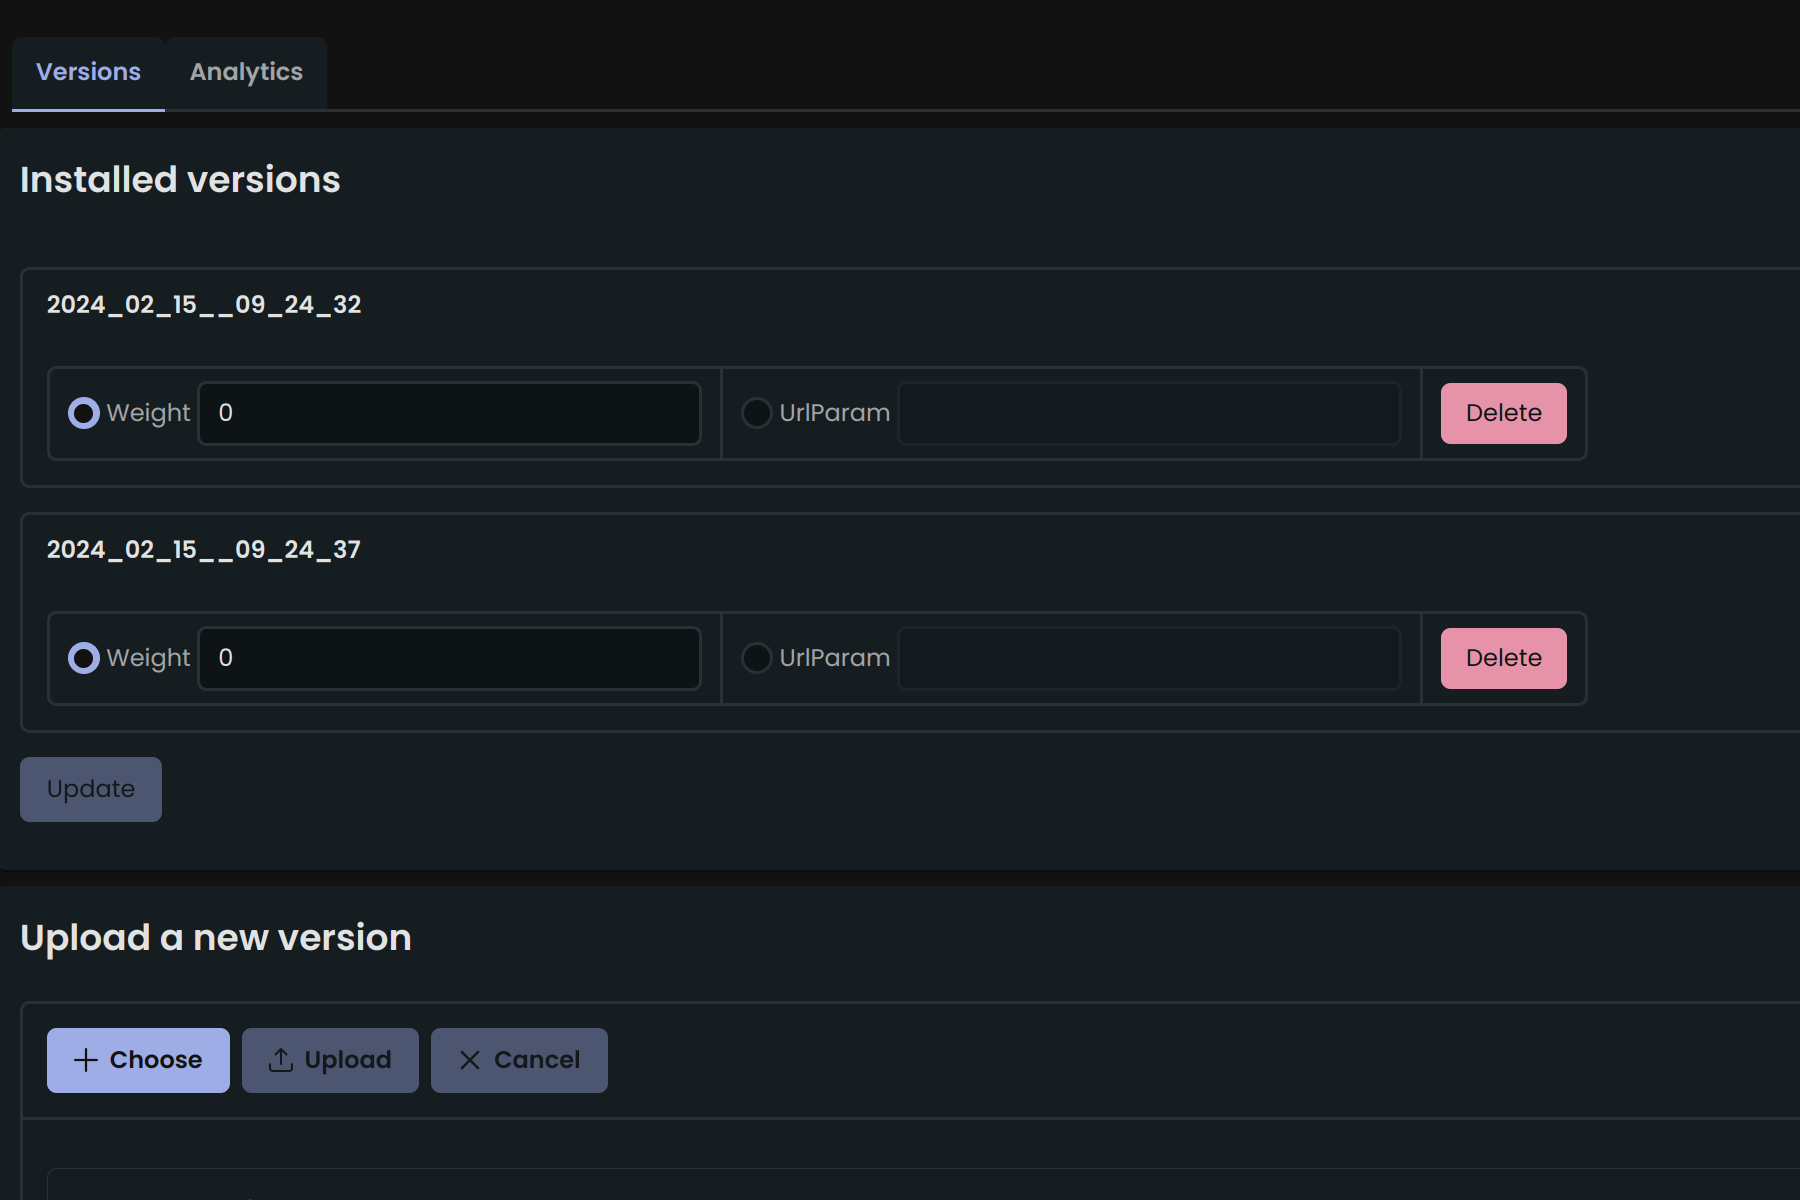 Versions Analytics
Installed versions
2024_02_15__09_24_32
Weight 0 UrlParam Delete
2024_02_15__09_24_37
Weight 0 UrlParam Delete
Update
Upload a new version
Choose Upload Cancel